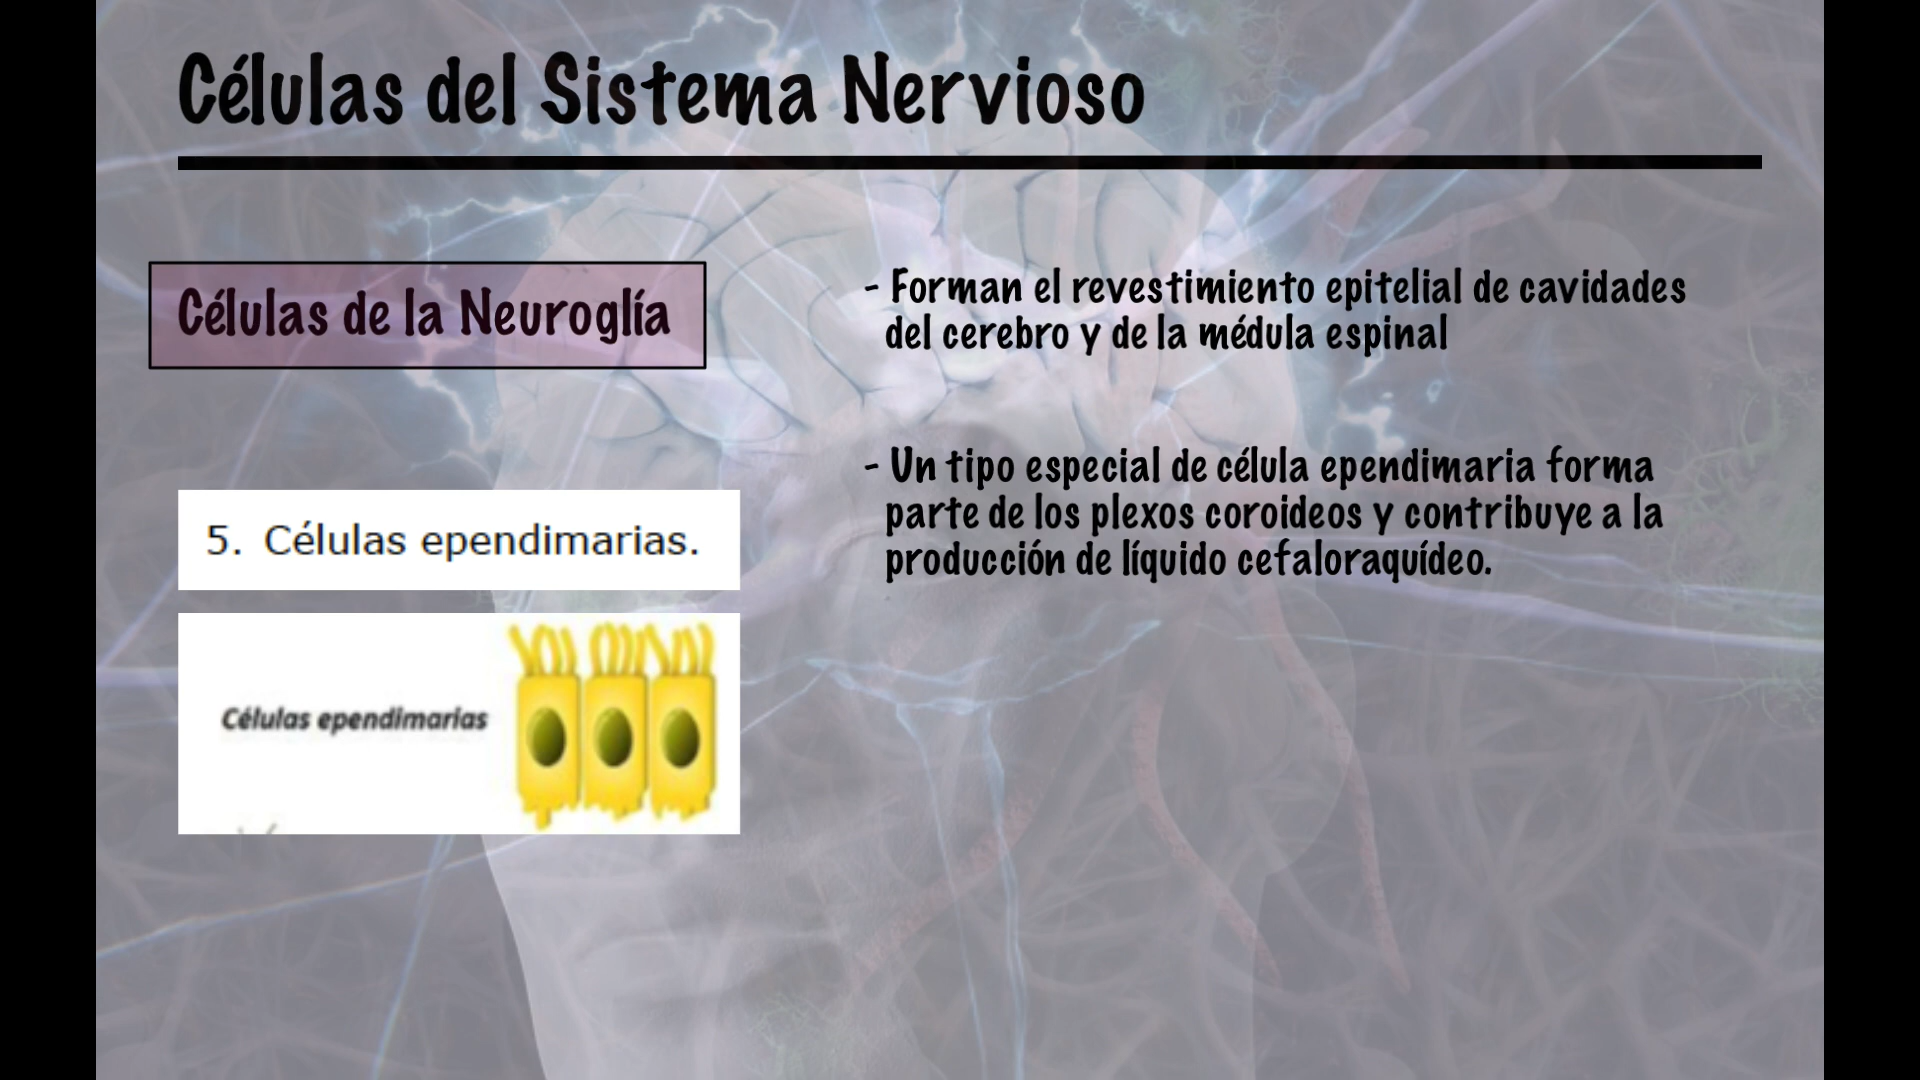 Células del Sistema Nervioso
Células de la Neuroglía
5. Células ependimarias.
Células ependimarias
- Forman el revestimiento epitelial de cavidades
del cerebro y de la médula espinal
- Un tipo especial de célula ependimaria forma
parte de los plexos coroideos y contribuye a la
producción de líquido cefaloraquídeo.